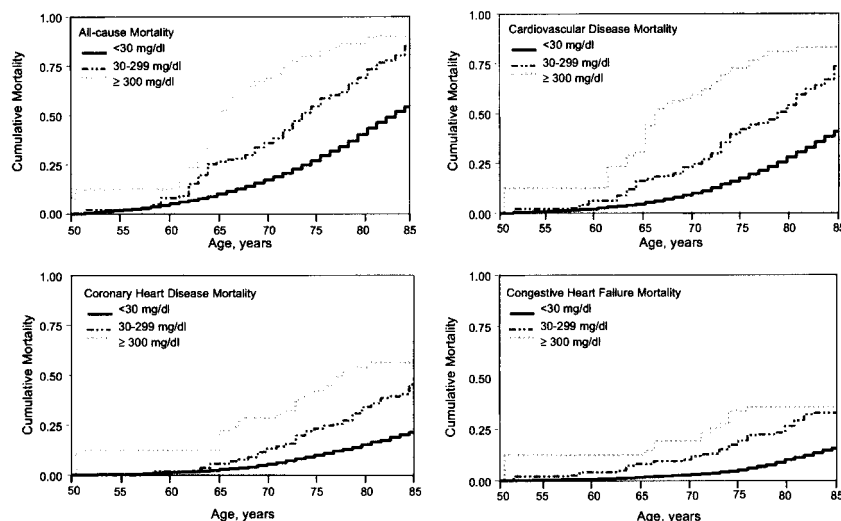 All-cause Mortality
<30 mg/dl
30-299 mg/dl
≥ 300 mg/dl
Cumulative Mortality
1.00
0.75
0.50
0.25
0.00
50 55 60 65 70 75 80 85
Age, years
Cardiovascular Disease Mortality
<30 mg/dl
30-299 mg/dl
≥ 300 mg/dl
Cumulative Mortality
1.00
0.75
0.50
0.25
0.00
50 55 60 65 70 75 80 85
Age, years
Coronary Heart Disease Mortality
<30 mg/dl
30-299 mg/dl
≥ 300 mg/dl
Cumulative Mortality
1.00
0.75
0.50
0.25
0.00
50 55 60 65 70 75 80 85
Age, years
Congestive Heart Failure Mortality
<30 mg/dl
30-299 mg/dl
≥ 300 mg/dl
Cumulative Mortality
1.00
0.75
0.50
0.25
0.00
50 55 60 65 70 75 80 85
Age, years